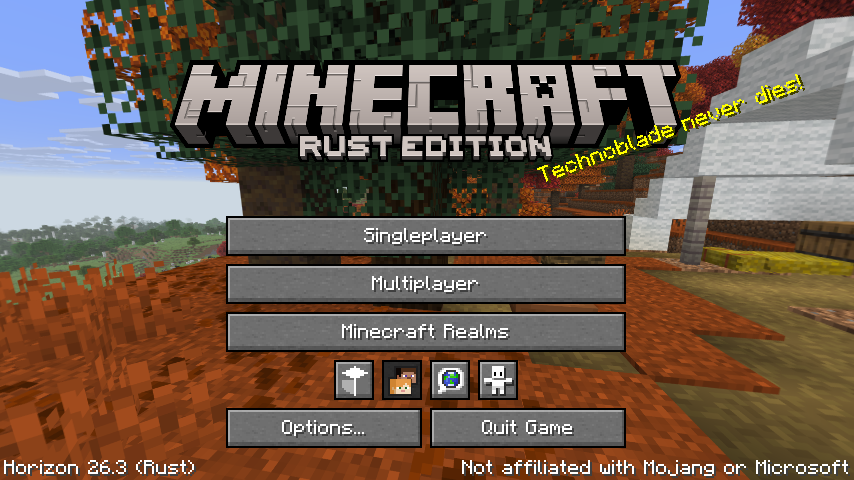 MINECRAFT
RUST EDITION
Technoblade never dies!
Singleplayer
Multiplayer
Minecraft Realms
Options...
Quit Game
Horizon 26.3 (Rust)
Not affiliated with Mojang or Microsoft